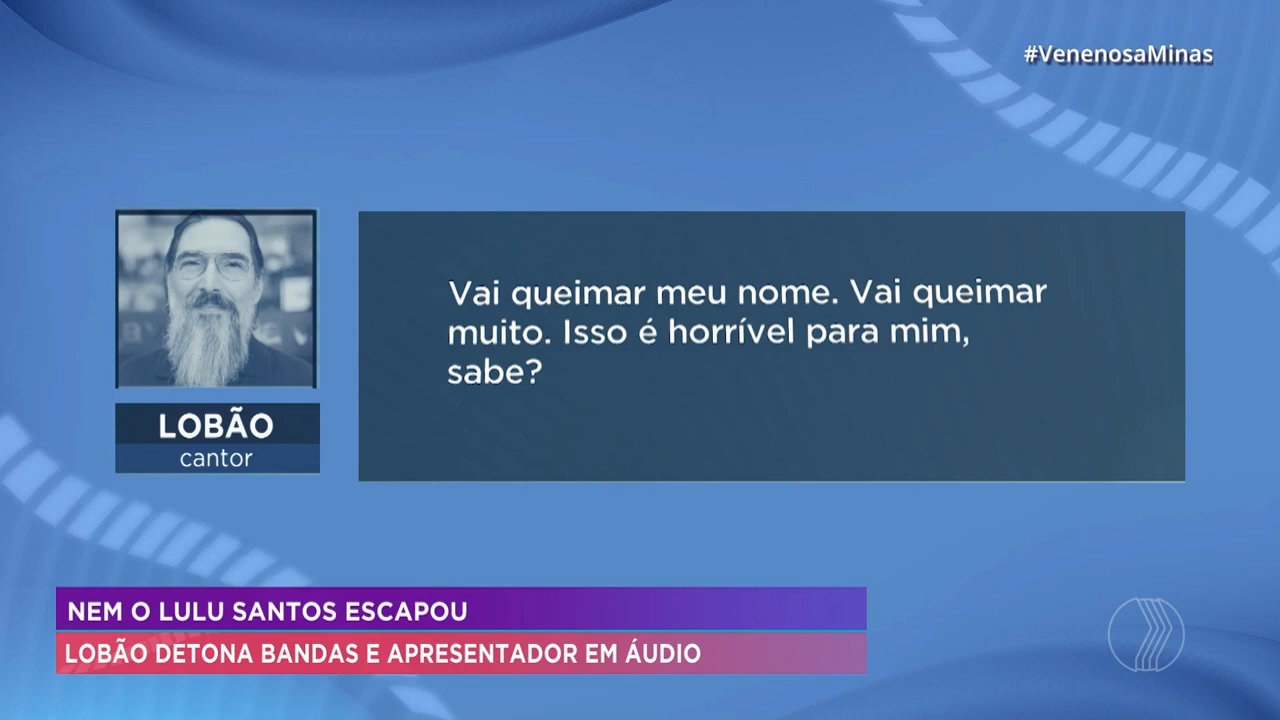 #VenenosaMinas
Vai queimar meu nome. Vai queimar
muito. Isso é horrível para mim,
sabe?
LOBÃO
cantor
NEM O LULU SANTOS ESCAPOU
LOBÃO DETONA BANDAS E APRESENTADOR EM ÁUDIO